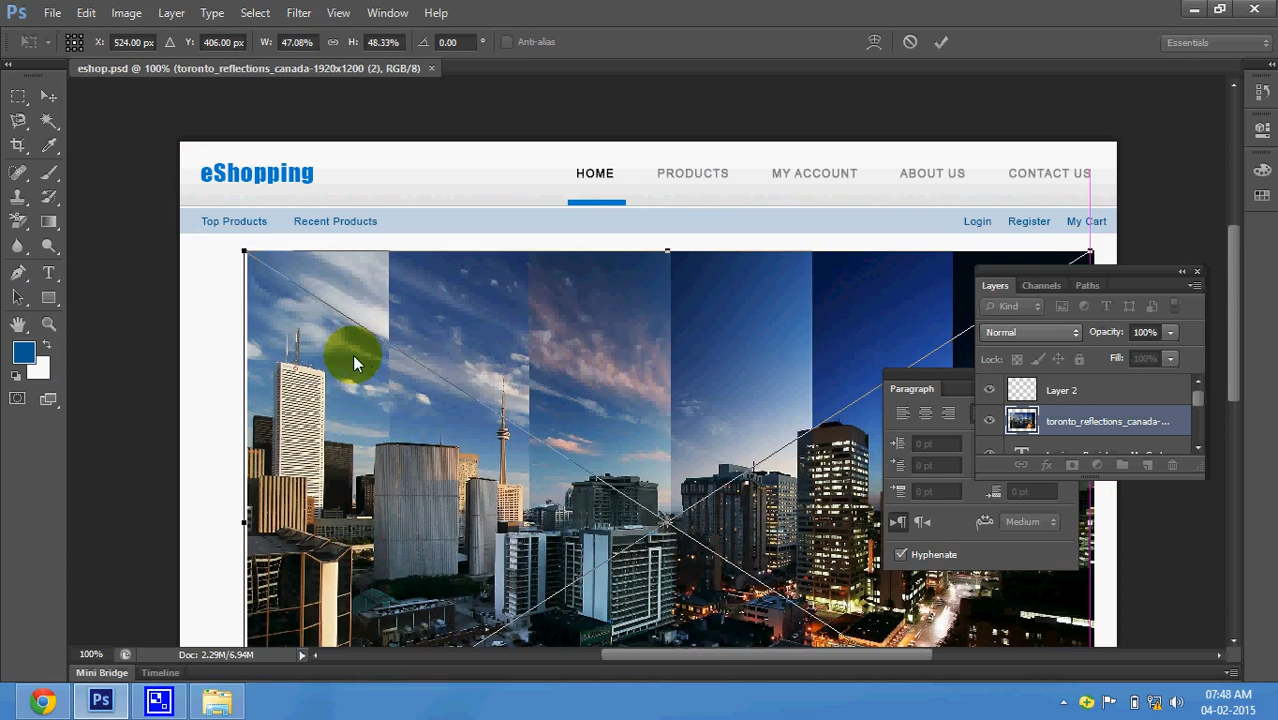 Ps File Edit Image Layer Type Select Filter 3D View Window Help
X: 524.00 px Y: 406.00 px W: 47.08% H: 48.33% 0.00 ° Anti-alias Essentials
eshop.psd @ 100% (toronto_reflections_canada-1920x1200 (2), RGB/8) ×
eShopping HOME PRODUCTS MY ACCOUNT ABOUT US CONTACT US
Top Products Recent Products Login Register My Cart
Layers Channels Paths
Kind
Normal Opacity: 100%
Lock: Fill: 100%
Layer 2
toronto_reflections_canada-...
Paragraph
0 pt
0 pt
0 pt 0 pt
Medium
Hyphenate
100% Doc: 2.29M/6.94M
Mini Bridge Timeline
Ps 07:48 AM
04-02-2015